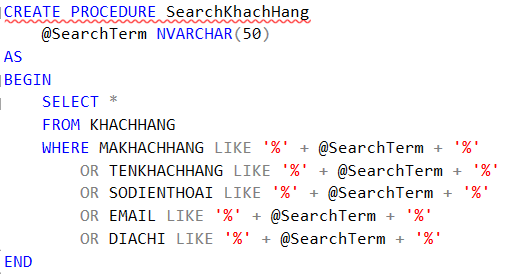 CREATE PROCEDURE SearchKhachHang
@SearchTerm NVARCHAR(50)
AS
BEGIN
SELECT *
FROM KHACHHANG
WHERE MAKHACHHANG LIKE '%' + @SearchTerm + '%'
OR TENKHACHHANG LIKE '%' + @SearchTerm + '%'
OR SODIENTHOAI LIKE '%' + @SearchTerm + '%'
OR EMAIL LIKE '%' + @SearchTerm + '%'
OR DIACHI LIKE '%' + @SearchTerm + '%'
END